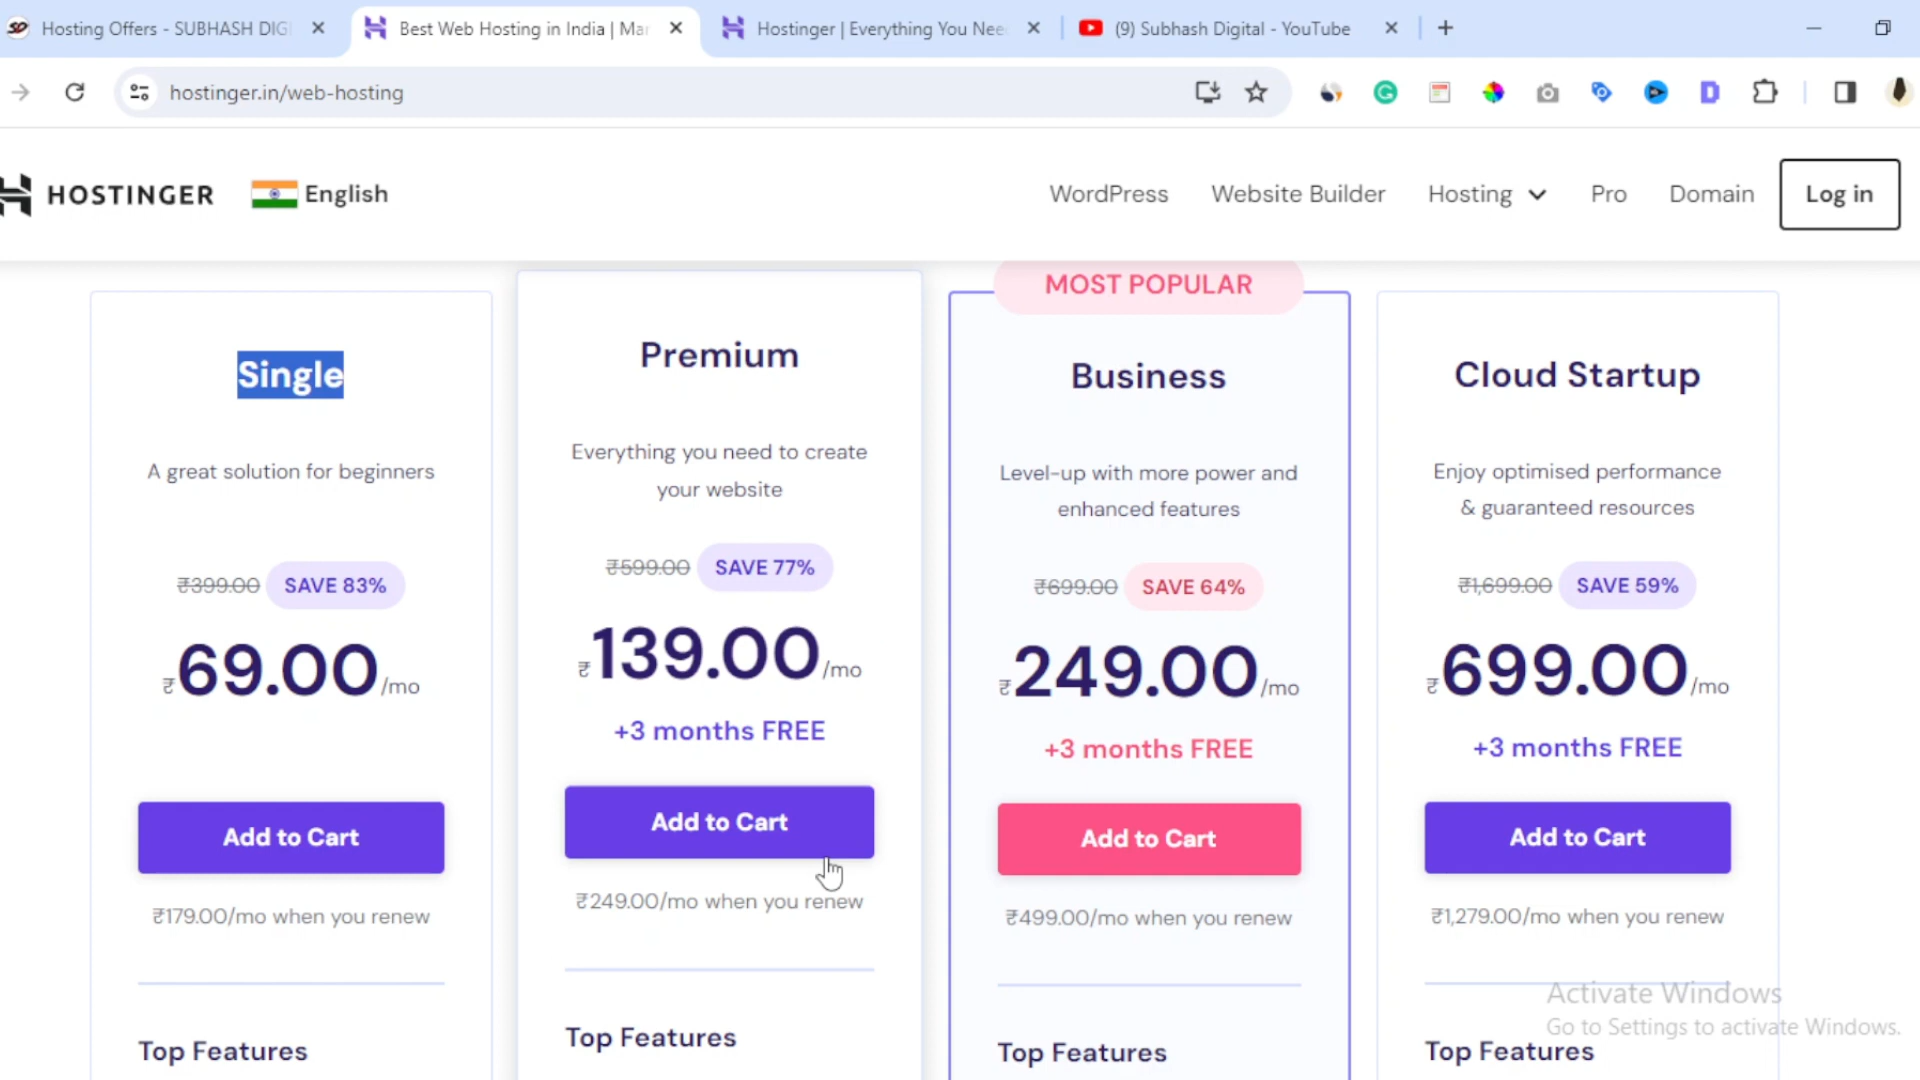 Hosting Offers - SUBHASH DIGI
Best Web Hosting in India | Mar
Hostinger | Everything You Nee
(9) Subhash Digital - YouTube
hostinger.in/web-hosting
HOSTINGER
English
WordPress
Website Builder
Hosting
Pro
Domain
Log in
Single
A great solution for beginners
₹399.00 SAVE 83%
₹69.00/mo
Add to Cart
₹179.00/mo when you renew
Top Features
Premium
Everything you need to create
your website
₹599.00 SAVE 77%
₹139.00/mo
+3 months FREE
Add to Cart
₹249.00/mo when you renew
Top Features
MOST POPULAR
Business
Level-up with more power and
enhanced features
₹699.00 SAVE 64%
₹249.00/mo
+3 months FREE
Add to Cart
₹499.00/mo when you renew
Top Features
Cloud Startup
Enjoy optimised performance
& guaranteed resources
₹1,699.00 SAVE 59%
₹699.00/mo
+3 months FREE
Add to Cart
₹1,279.00/mo when you renew
Top Features
Activate Windows
Go to Settings to activate Windows.